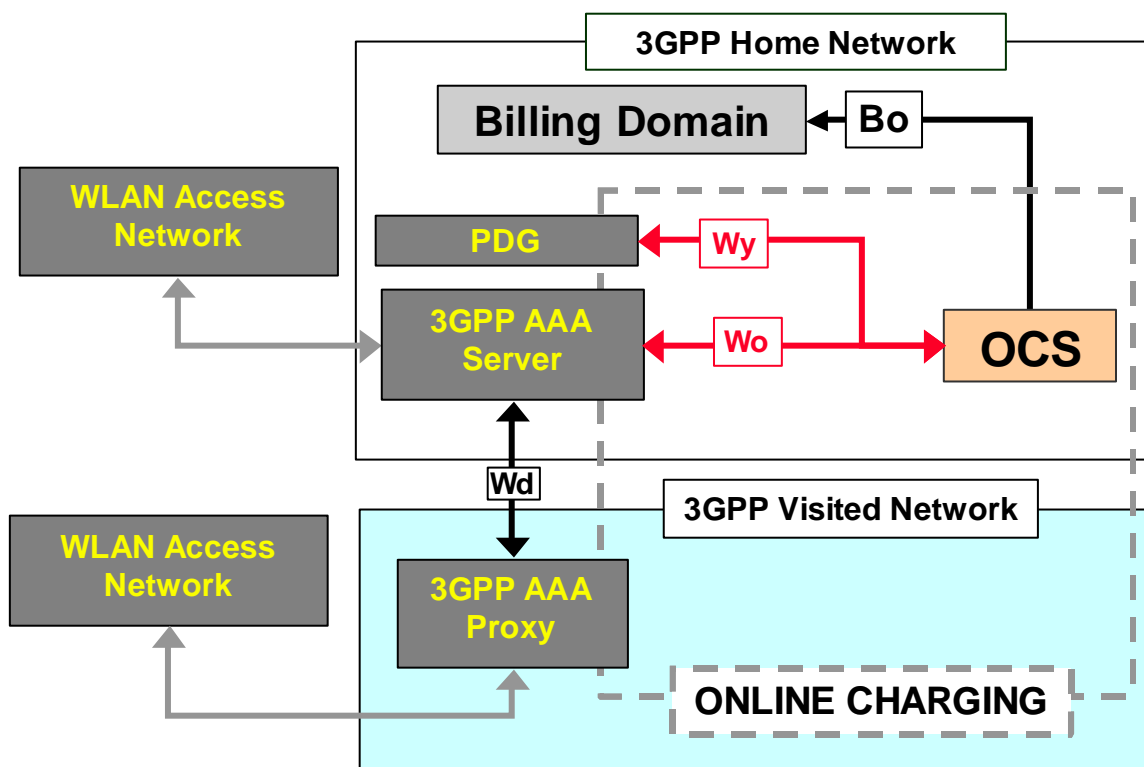 3GPP Home Network
Billing Domain
Bo
WLAN Access
Network
PDG
Wy
3GPP AAA
Server
Wo
OCS
Wd
3GPP Visited Network
WLAN Access
Network
3GPP AAA
Proxy
ONLINE CHARGING